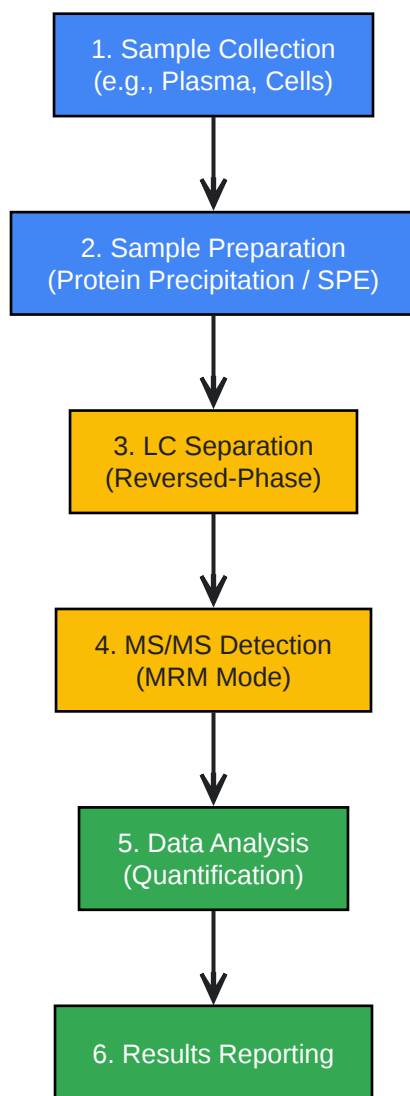 1. Sample Collection
(e.g., Plasma, Cells)
2. Sample Preparation
(Protein Precipitation / SPE)
3. LC Separation
(Reversed-Phase)
4. MS/MS Detection
(MRM Mode)
5. Data Analysis
(Quantification)
6. Results Reporting